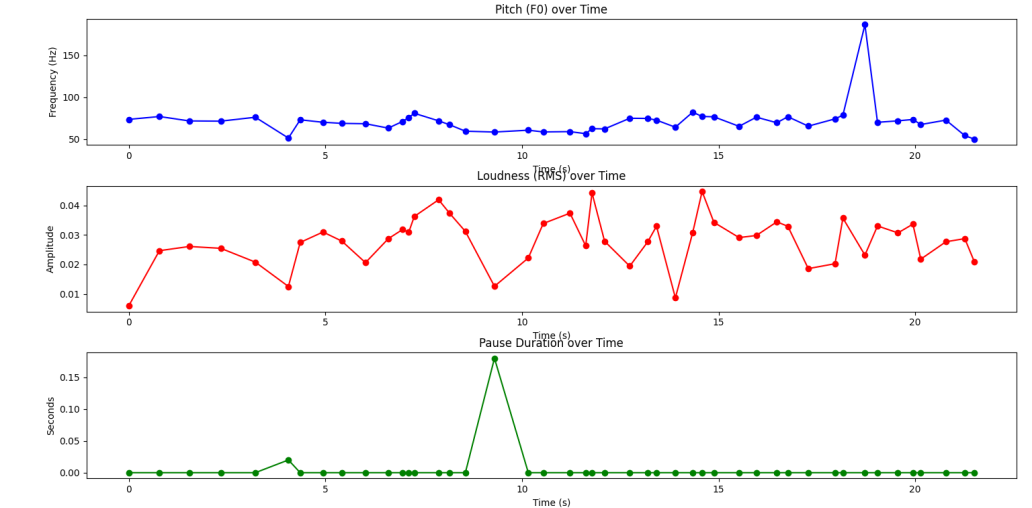 Pitch (F0) over Time
Frequency (Hz)
150
100
50
0 5 10 15 20
Time (s)
Loudness (RMS) over Time
Amplitude
0.04
0.03
0.02
0.01
0 5 10 15 20
Time (s)
Pause Duration over Time
Seconds
0.15
0.10
0.05
0.00
0 5 10 15 20
Time (s)